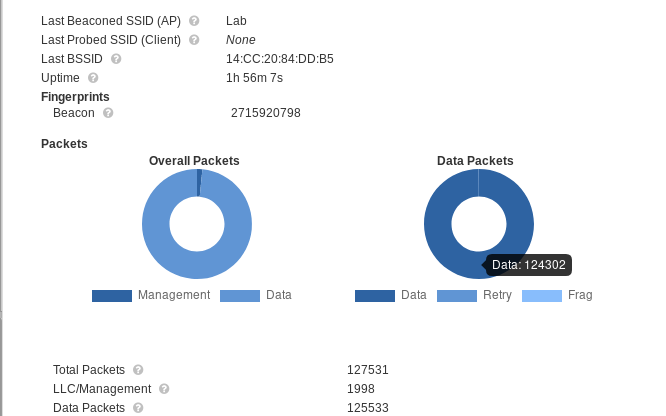 Last Beaconed SSID (AP) ? Lab
Last Probed SSID (Client) ? None
Last BSSID ? 14:CC:20:84:DD:B5
Uptime ? 1h 56m 7s
Fingerprints
Beacon ? 2715920798
Packets
Overall Packets Data Packets
Data: 124302
Management Data Data Retry Frag
Total Packets ? 127531
LLC/Management ? 1998
Data Packets ? 125533